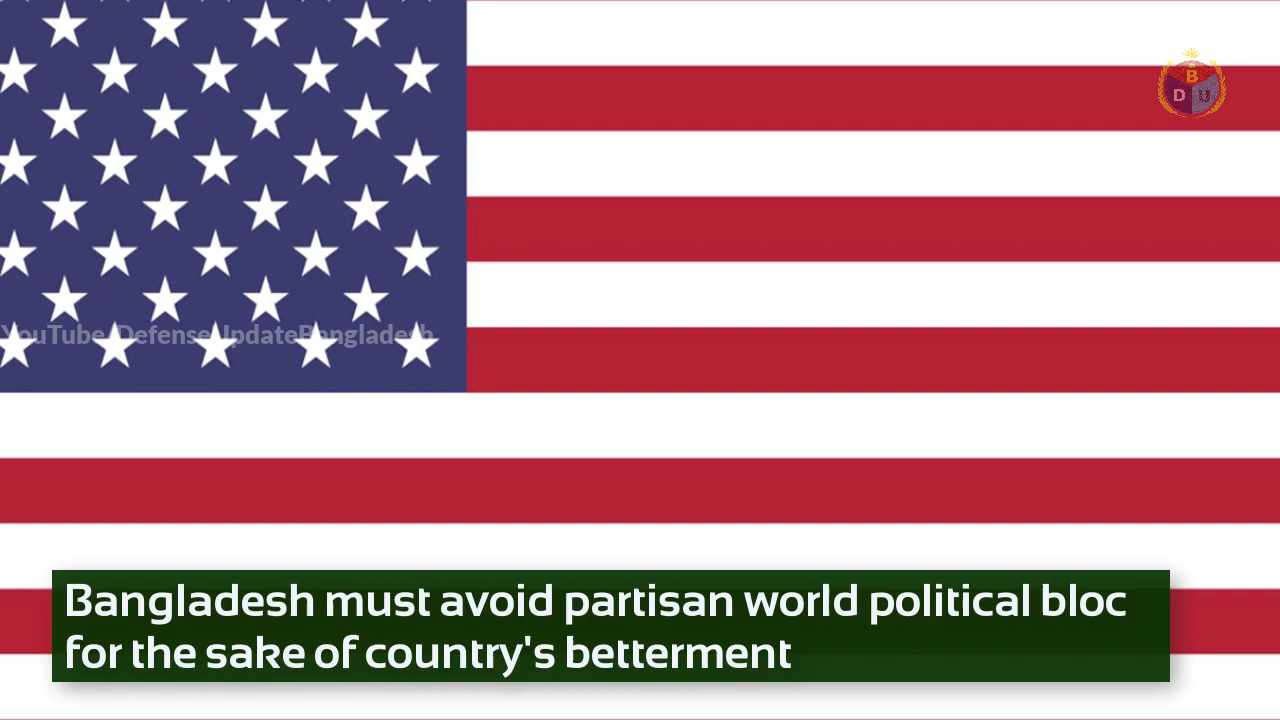 B
D U
YouTube/DefenseUpdateBangladesh
Bangladesh must avoid partisan world political bloc
for the sake of country's betterment